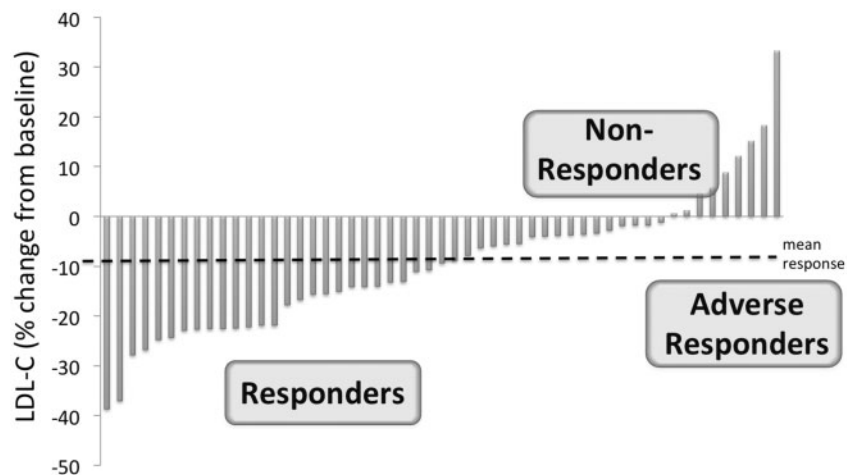 40
30
20
10
0
-10
-20
-30
-40
-50
LDL-C (% change from baseline)
Non-
Responders
mean
response
Adverse
Responders
Responders